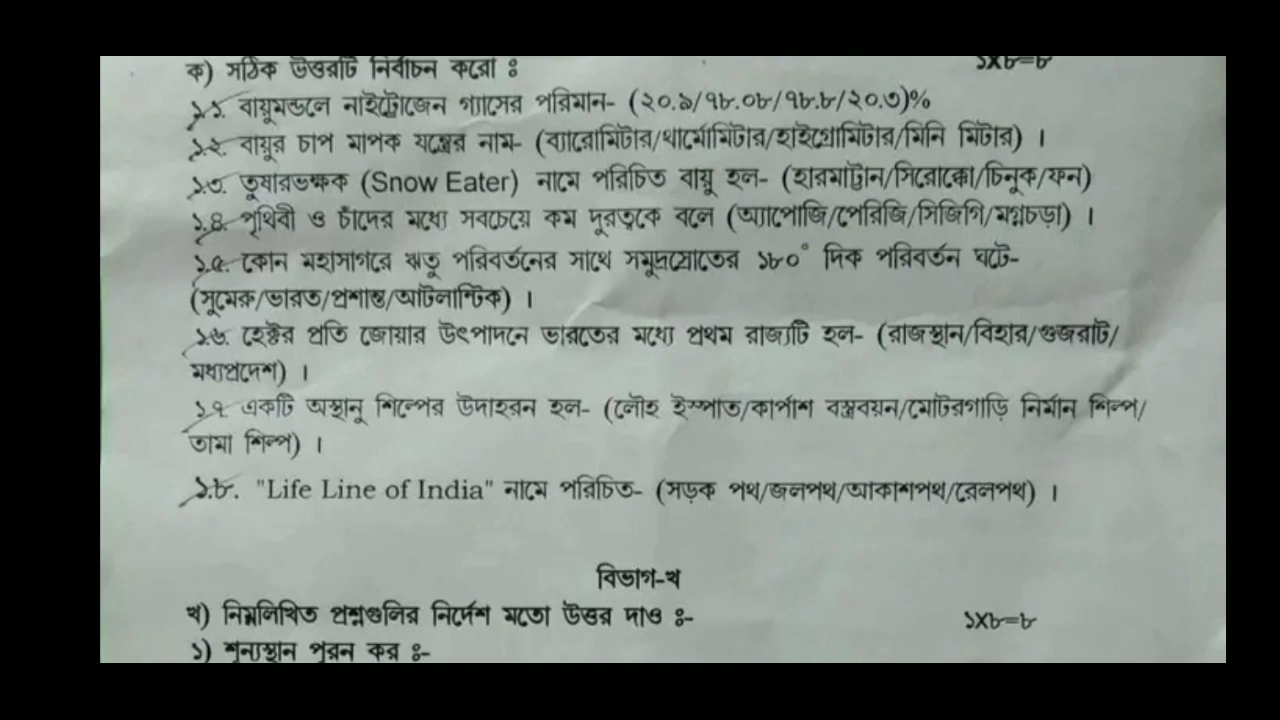 ক) সঠিক উত্তরটি নির্বাচন করো ঃ ১X৮=৮
১.১. বায়ুমন্ডলে নাইট্রোজেন গ্যাসের পরিমান- (২০.৯/৭৮.০৮/৭৮.৮/২০.৩)%
১.২. বায়ুর চাপ মাপক যন্ত্রের নাম- (ব্যারোমিটার/থার্মোমিটার/হাইগ্রোমিটার/মিনি মিটার) ।
১.৩. তুষারভক্ষক (Snow Eater) নামে পরিচিত বায়ু হল- (হারমাট্টান/সিরোক্কো/চিনুক/ফন)
১.৪. পৃথিবী ও চাঁদের মধ্যে সবচেয়ে কম দুরত্বকে বলে (অ্যাপোজি/পেরিজি/সিজিগি/মগ্নচড়া) ।
১.৫. কোন মহাসাগরে ঋতু পরিবর্তনের সাথে সমুদ্রস্রোতের ১৮০° দিক পরিবর্তন ঘটে-
(সুমেরু/ভারত/প্রশান্ত/আটলান্টিক) ।
১.৬. হেক্টর প্রতি জোয়ার উৎপাদনে ভারতের মধ্যে প্রথম রাজ্যটি হল- (রাজস্থান/বিহার/গুজরাট/
মধ্যপ্রদেশ) ।
১.৭ একটি অস্থানু শিল্পের উদাহরন হল- (লৌহ ইস্পাত/কার্পাশ বস্ত্রবয়ন/মোটরগাড়ি নির্মান শিল্প/
তামা শিল্প) ।
১.৮. "Life Line of India" নামে পরিচিত- (সড়ক পথ/জলপথ/আকাশপথ/রেলপথ) ।
বিভাগ-খ
খ) নিম্নলিখিত প্রশ্নগুলির নির্দেশ মতো উত্তর দাও ঃ- ১X৮=৮
১) শূন্যস্থান পূরন কর ঃ-